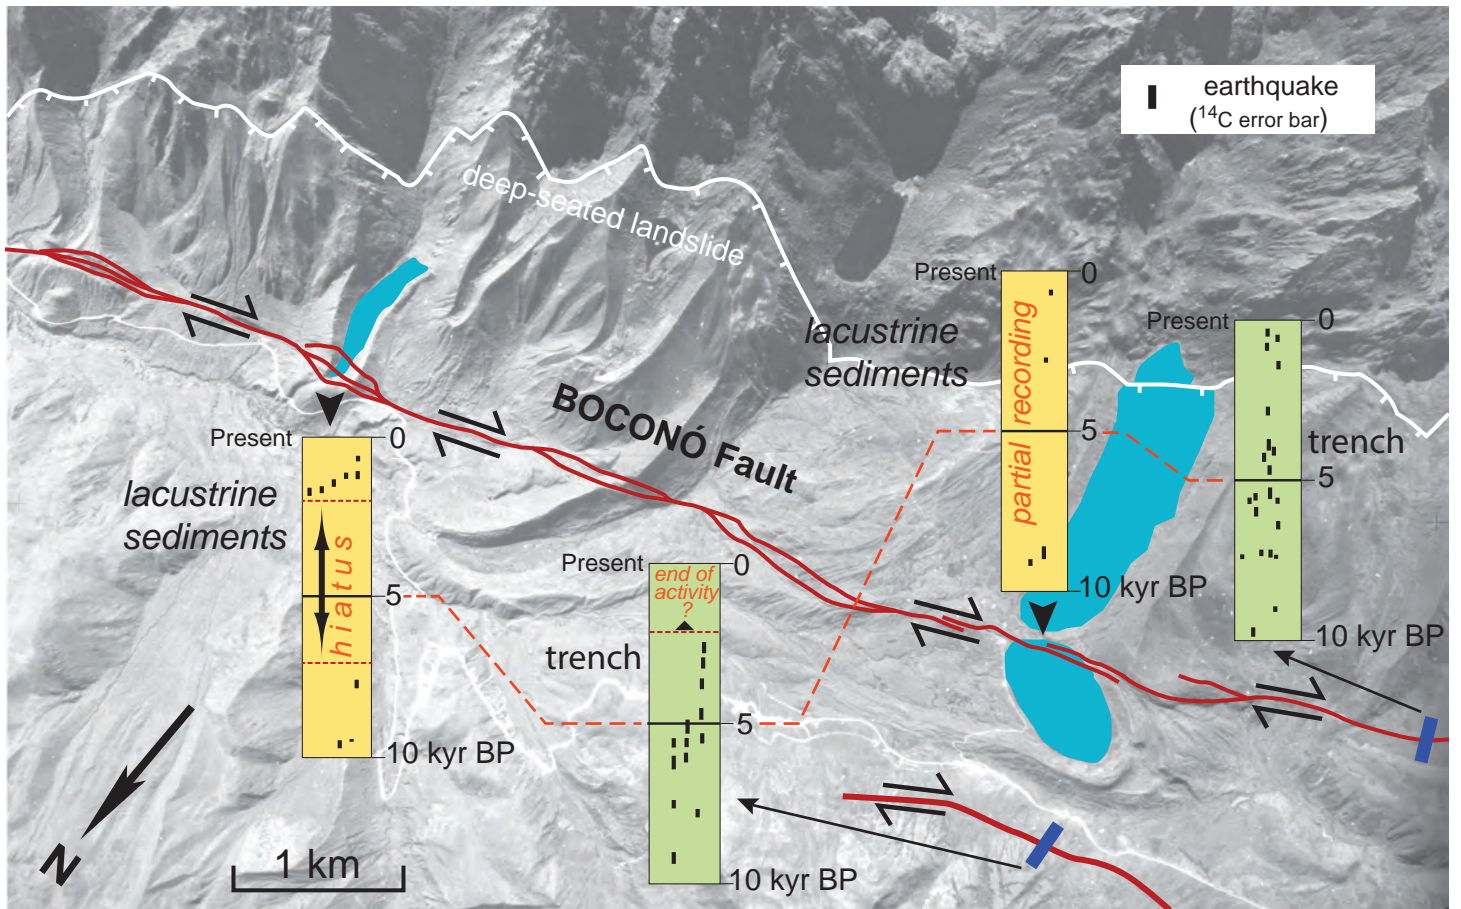 earthquake
(14C error bar)
deep-seated landslide
Present
0
lacustrine
sediments
partial recording
5
10 kyr BP
Present
0
trench
5
10 kyr BP
BOCONÓ Fault
Present
0
lacustrine
sediments
hiatus
5
10 kyr BP
Present
0
end of
activity
?
trench
5
10 kyr BP
N
1 km